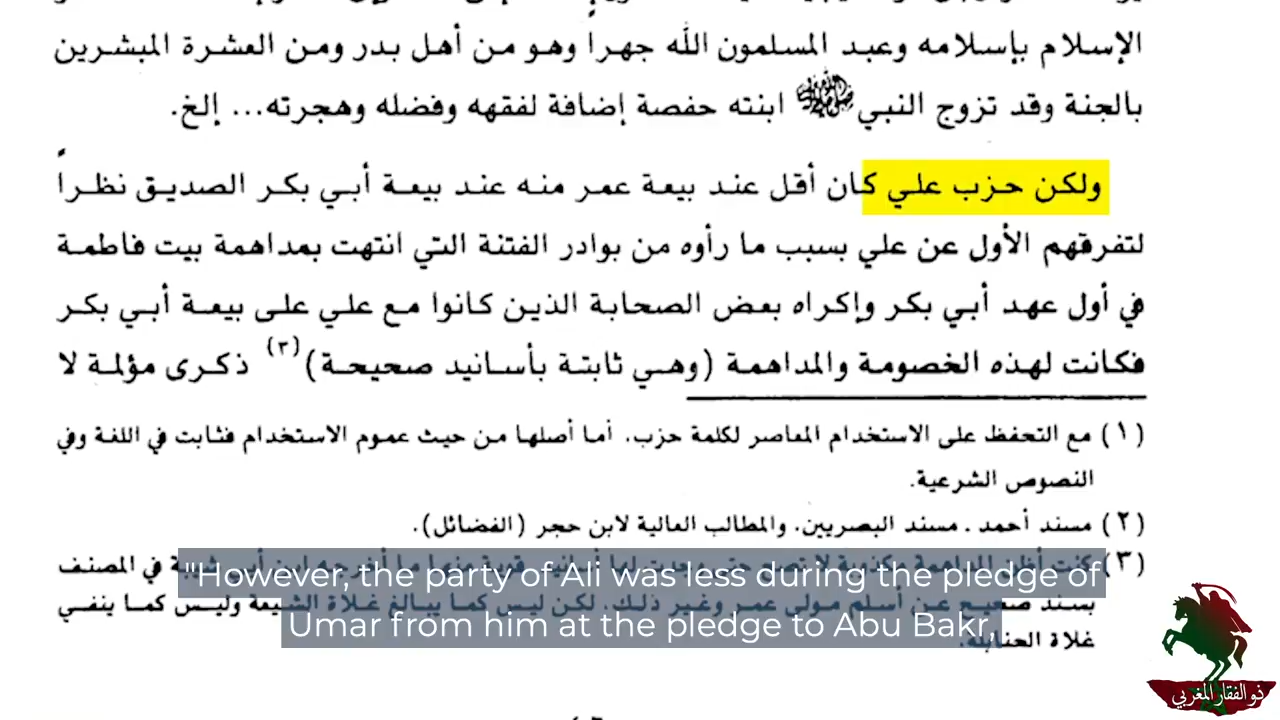 الإسلام بإسلامه وعبد المسلمون الله جهراً وهو من أهل بدر ومن العشرة المبشرين
بالجنة وقد تزوج النبي ﷺ ابنته حفصة إضافة لفقهه وفضله وهجرته... إلخ.
ولكن حزب علي كان أقل عند بيعة عمر منه عند بيعة أبي بكر الصديق نظراً
لتفرقهم الأول عن علي بسبب ما رأوه من بوادر الفتنة التي انتهت بمداهمة بيت فاطمة
في أول عهد أبي بكر وإكراه بعض الصحابة الذين كانوا مع علي على بيعة أبي بكر
فكانت لهذه الخصومة والمداهمة (وهي ثابتة بأسانيد صحيحة)(٣) ذكرى مؤلمة لا
(١) مع التحفظ على الاستخدام المعاصر لكلمة حزب. أما أصلها من حيث عموم الاستخدام فثابت في اللغة وفي
النصوص الشرعية.
(٢) مسند أحمد . مسند البصريين. والمطالب العالية لابن حجر (الفضائل).
(٣) كنت أظن المداهمة في المصنف
"However, the party of Ali was less during the pledge of
بسند صحيح عن أسلم مولى عمر وغير ذلك. لكن ليس كما يبالغ غلاة الشيعة وليس كما ينفي
Umar from him at the pledge to Abu Bakr,
غلاة الحنابلة.
ذو الفقار المغربي